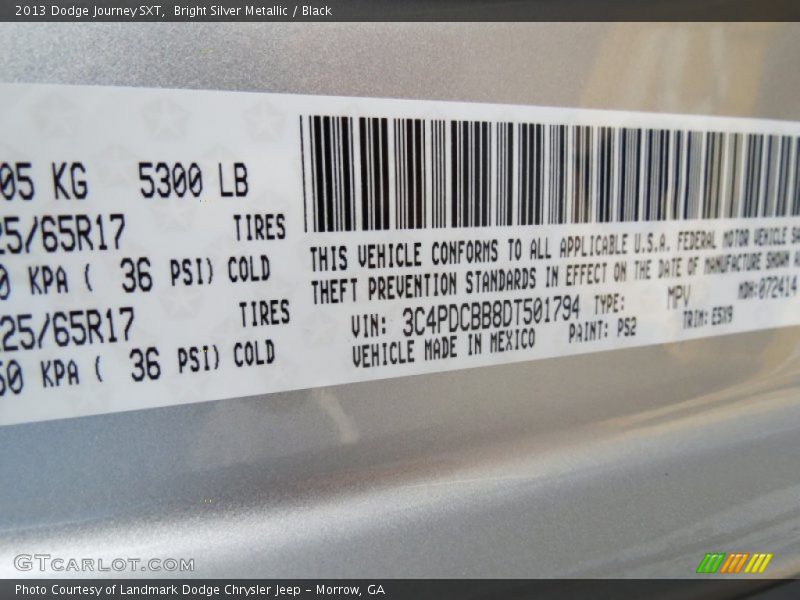 2013 Dodge Journey SXT, Bright Silver Metallic / Black
05 KG 5300 LB
25/65R17 TIRES
0 KPA ( 36 PSI) COLD
25/65R17 TIRES
50 KPA ( 36 PSI) COLD
THIS VEHICLE CONFORMS TO ALL APPLICABLE U.S.A. FEDERAL MOTOR VEHICLE SA
THEFT PREVENTION STANDARDS IN EFFECT ON THE DATE OF MANUFACTURE SHOWN A
VIN: 3C4PDCBB8DT501794 TYPE: MPV MDH:072414
VEHICLE MADE IN MEXICO PAINT: PS2 TRIM: E5X9
GTCARLOT.COM
Photo Courtesy of Landmark Dodge Chrysler Jeep – Morrow, GA